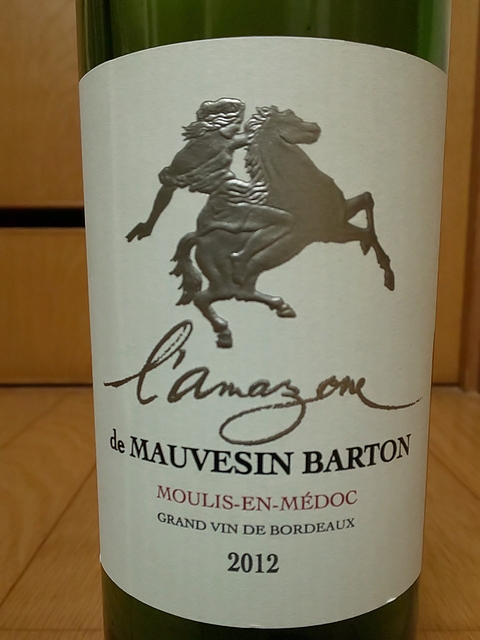 l'amazone
de MAUVESIN BARTON
MOULIS-EN-MÉDOC
GRAND VIN DE BORDEAUX
2012